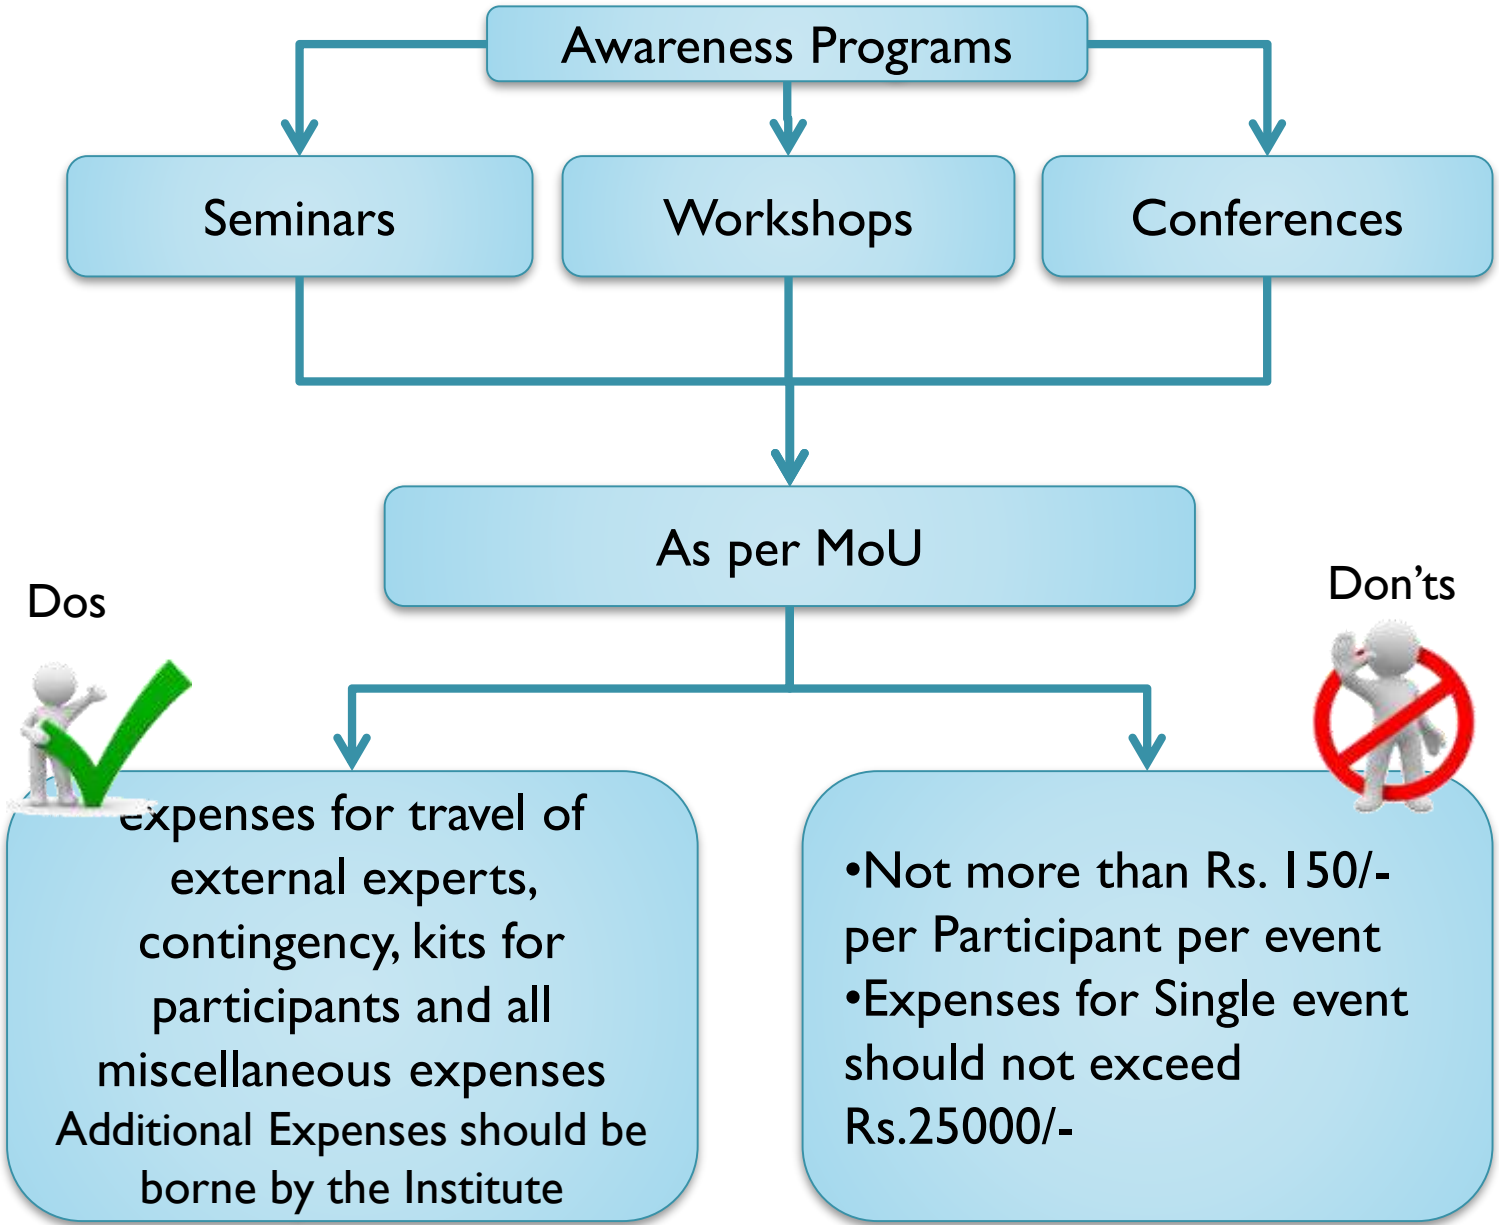 Awareness Programs
Seminars
Workshops
Conferences
As per MoU
Dos
Don'ts
expenses for travel of
external experts,
contingency, kits for
participants and all
miscellaneous expenses
Additional Expenses should be
borne by the Institute
•Not more than Rs. 150/-
per Participant per event
•Expenses for Single event
should not exceed
Rs.25000/-